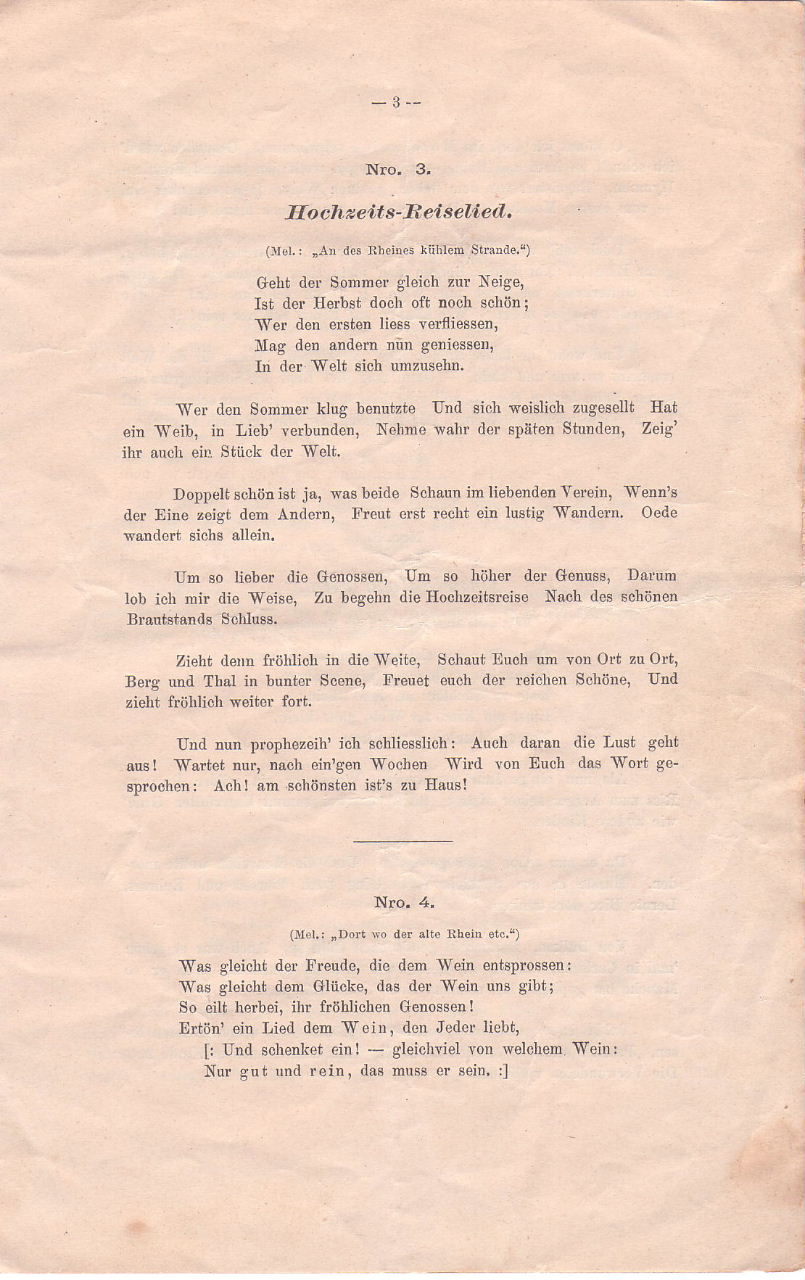 — 3 --
Nro. 3.
Hochzeits-Reiselied.
(Mel.: „An des Rheines kühlem Strande.“)
Geht der Sommer gleich zur Neige,
Ist der Herbst doch oft noch schön;
Wer den ersten liess verfliessen,
Mag den andern nūn geniessen,
In der Welt sich umzusehn.
Wer den Sommer klug benutzte Und sich weislich zugesellt Hat
ein Weib, in Lieb’ verbunden, Nehme wahr der späten Stunden, Zeig’
ihr auch ein Stück der Welt.
Doppelt schön ist ja, was beide Schaun im liebenden Verein, Wenn’s
der Eine zeigt dem Andern, Freut erst recht ein lustig Wandern. Oede
wandert sichs allein.
Um so lieber die Genossen, Um so höher der Genuss, Darum
lob ich mir die Weise, Zu begehn die Hochzeitsreise Nach des schönen
Brautstands Schluss.
Zieht denn fröhlich in die Weite, Schaut Euch um von Ort zu Ort,
Berg und Thal in bunter Scene, Freuet euch der reichen Schöne, Und
zieht fröhlich weiter fort.
Und nun prophezeih’ ich schliesslich: Auch daran die Lust geht
aus! Wartet nur, nach ein’gen Wochen Wird von Euch das Wort ge-
sprochen: Ach! am schönsten ist’s zu Haus!
Nro. 4.
(Mel.: „Dort wo der alte Rhein etc.“)
Was gleicht der Freude, die dem Wein entsprossen:
Was gleicht dem Glücke, das der Wein uns gibt;
So eilt herbei, ihr fröhlichen Genossen!
Ertön’ ein Lied dem Wein, den Jeder liebt,
[: Und schenket ein! — gleichviel von welchem Wein:
Nur gut und rein, das muss er sein. :]